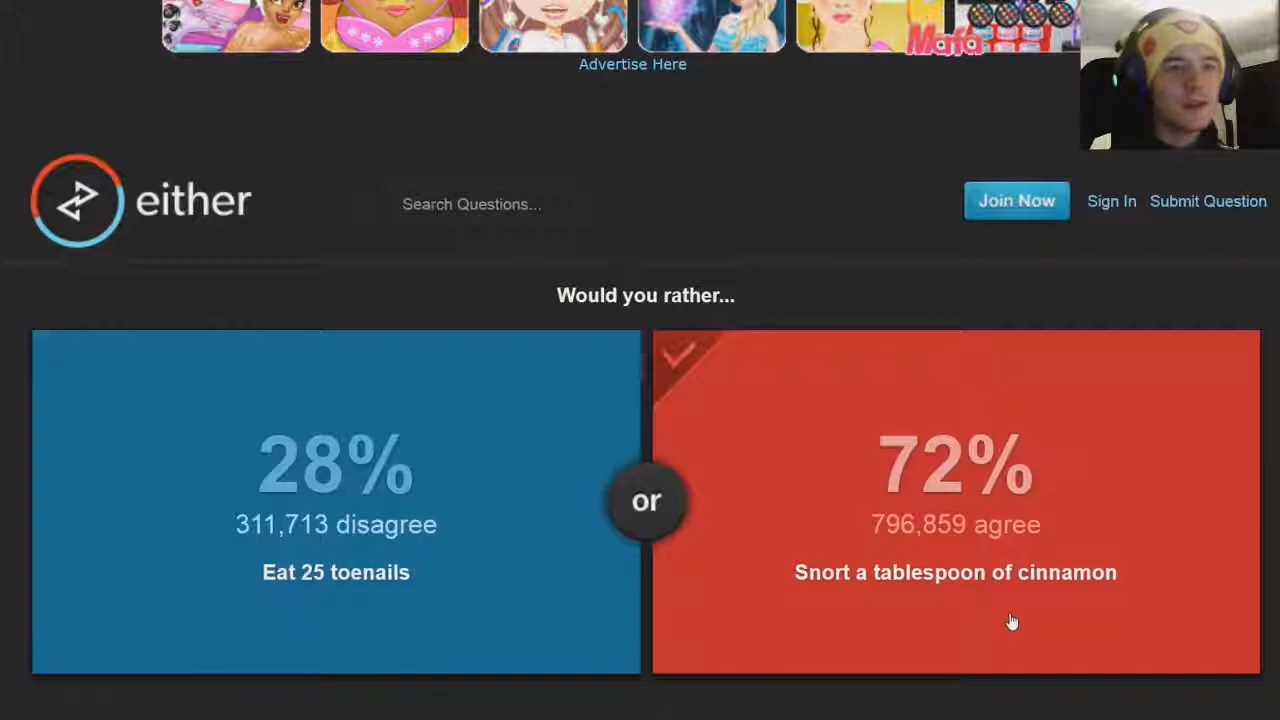 Mafa
Advertise Here
either
Search Questions...
Join Now
Sign In
Submit Question
Would you rather...
28%
311,713 disagree
Eat 25 toenails
or
72%
796,859 agree
Snort a tablespoon of cinnamon